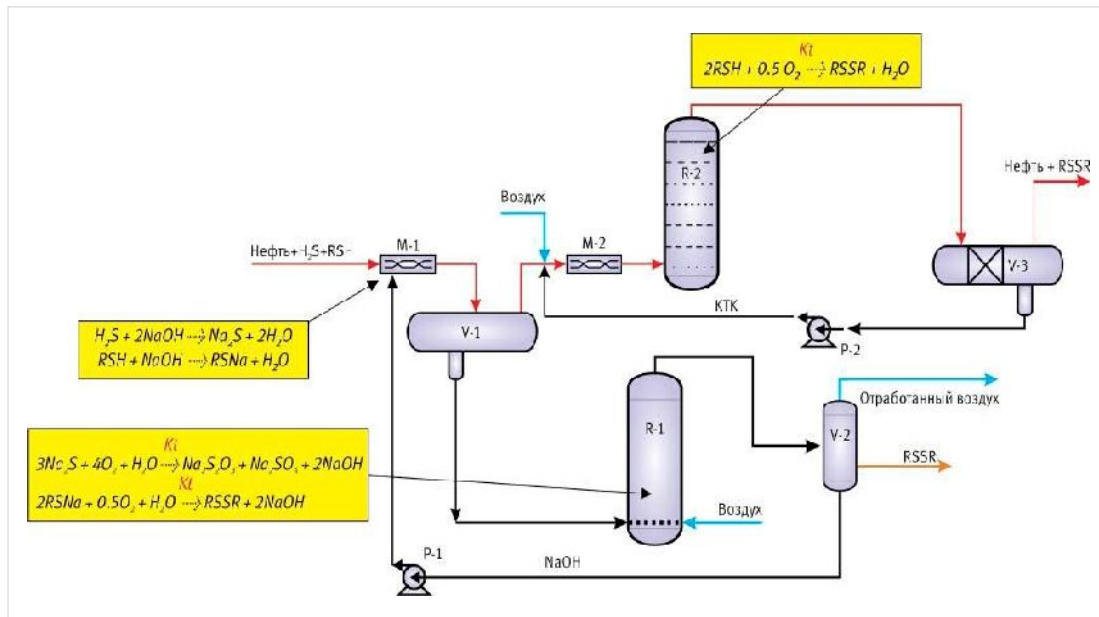 Kt
2RSH + 0.5 O₂ ···> RSSR + H₂O
R-2
Воздух
Нефть + RSSR
Нефть+H₂S+RSH
M-1
M-2
V-3
КТК
P-2
V-1
H₂S + 2NaOH ···> Na₂S + 2H₂O
RSH + NaOH ···> RSNa + H₂O
Отработанный воздух
R-1
V-2
RSSR
Kt
3Na₂S + 4O₂ + H₂O ···> Na₂S₂O₃ + Na₂SO₄ + 2NaOH
Kt
2RSNa + 0.5O₂ + H₂O ···> RSSR + 2NaOH
Воздух
NaOH
P-1